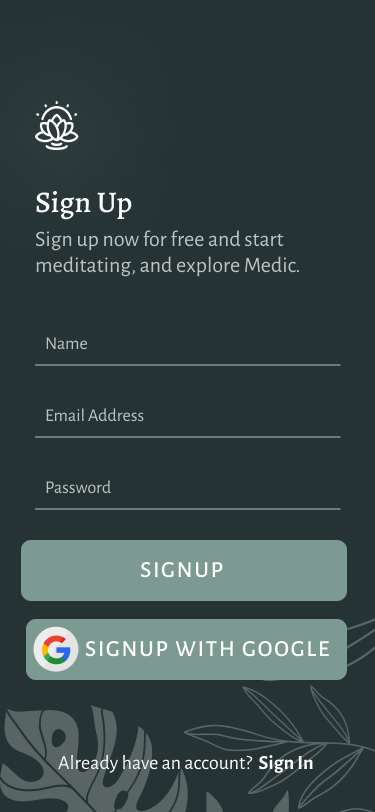 Sign Up
Sign up now for free and start
meditating, and explore Medic.
Name
Email Address
Password
SIGNUP
SIGNUP WITH GOOGLE
Already have an account? Sign In